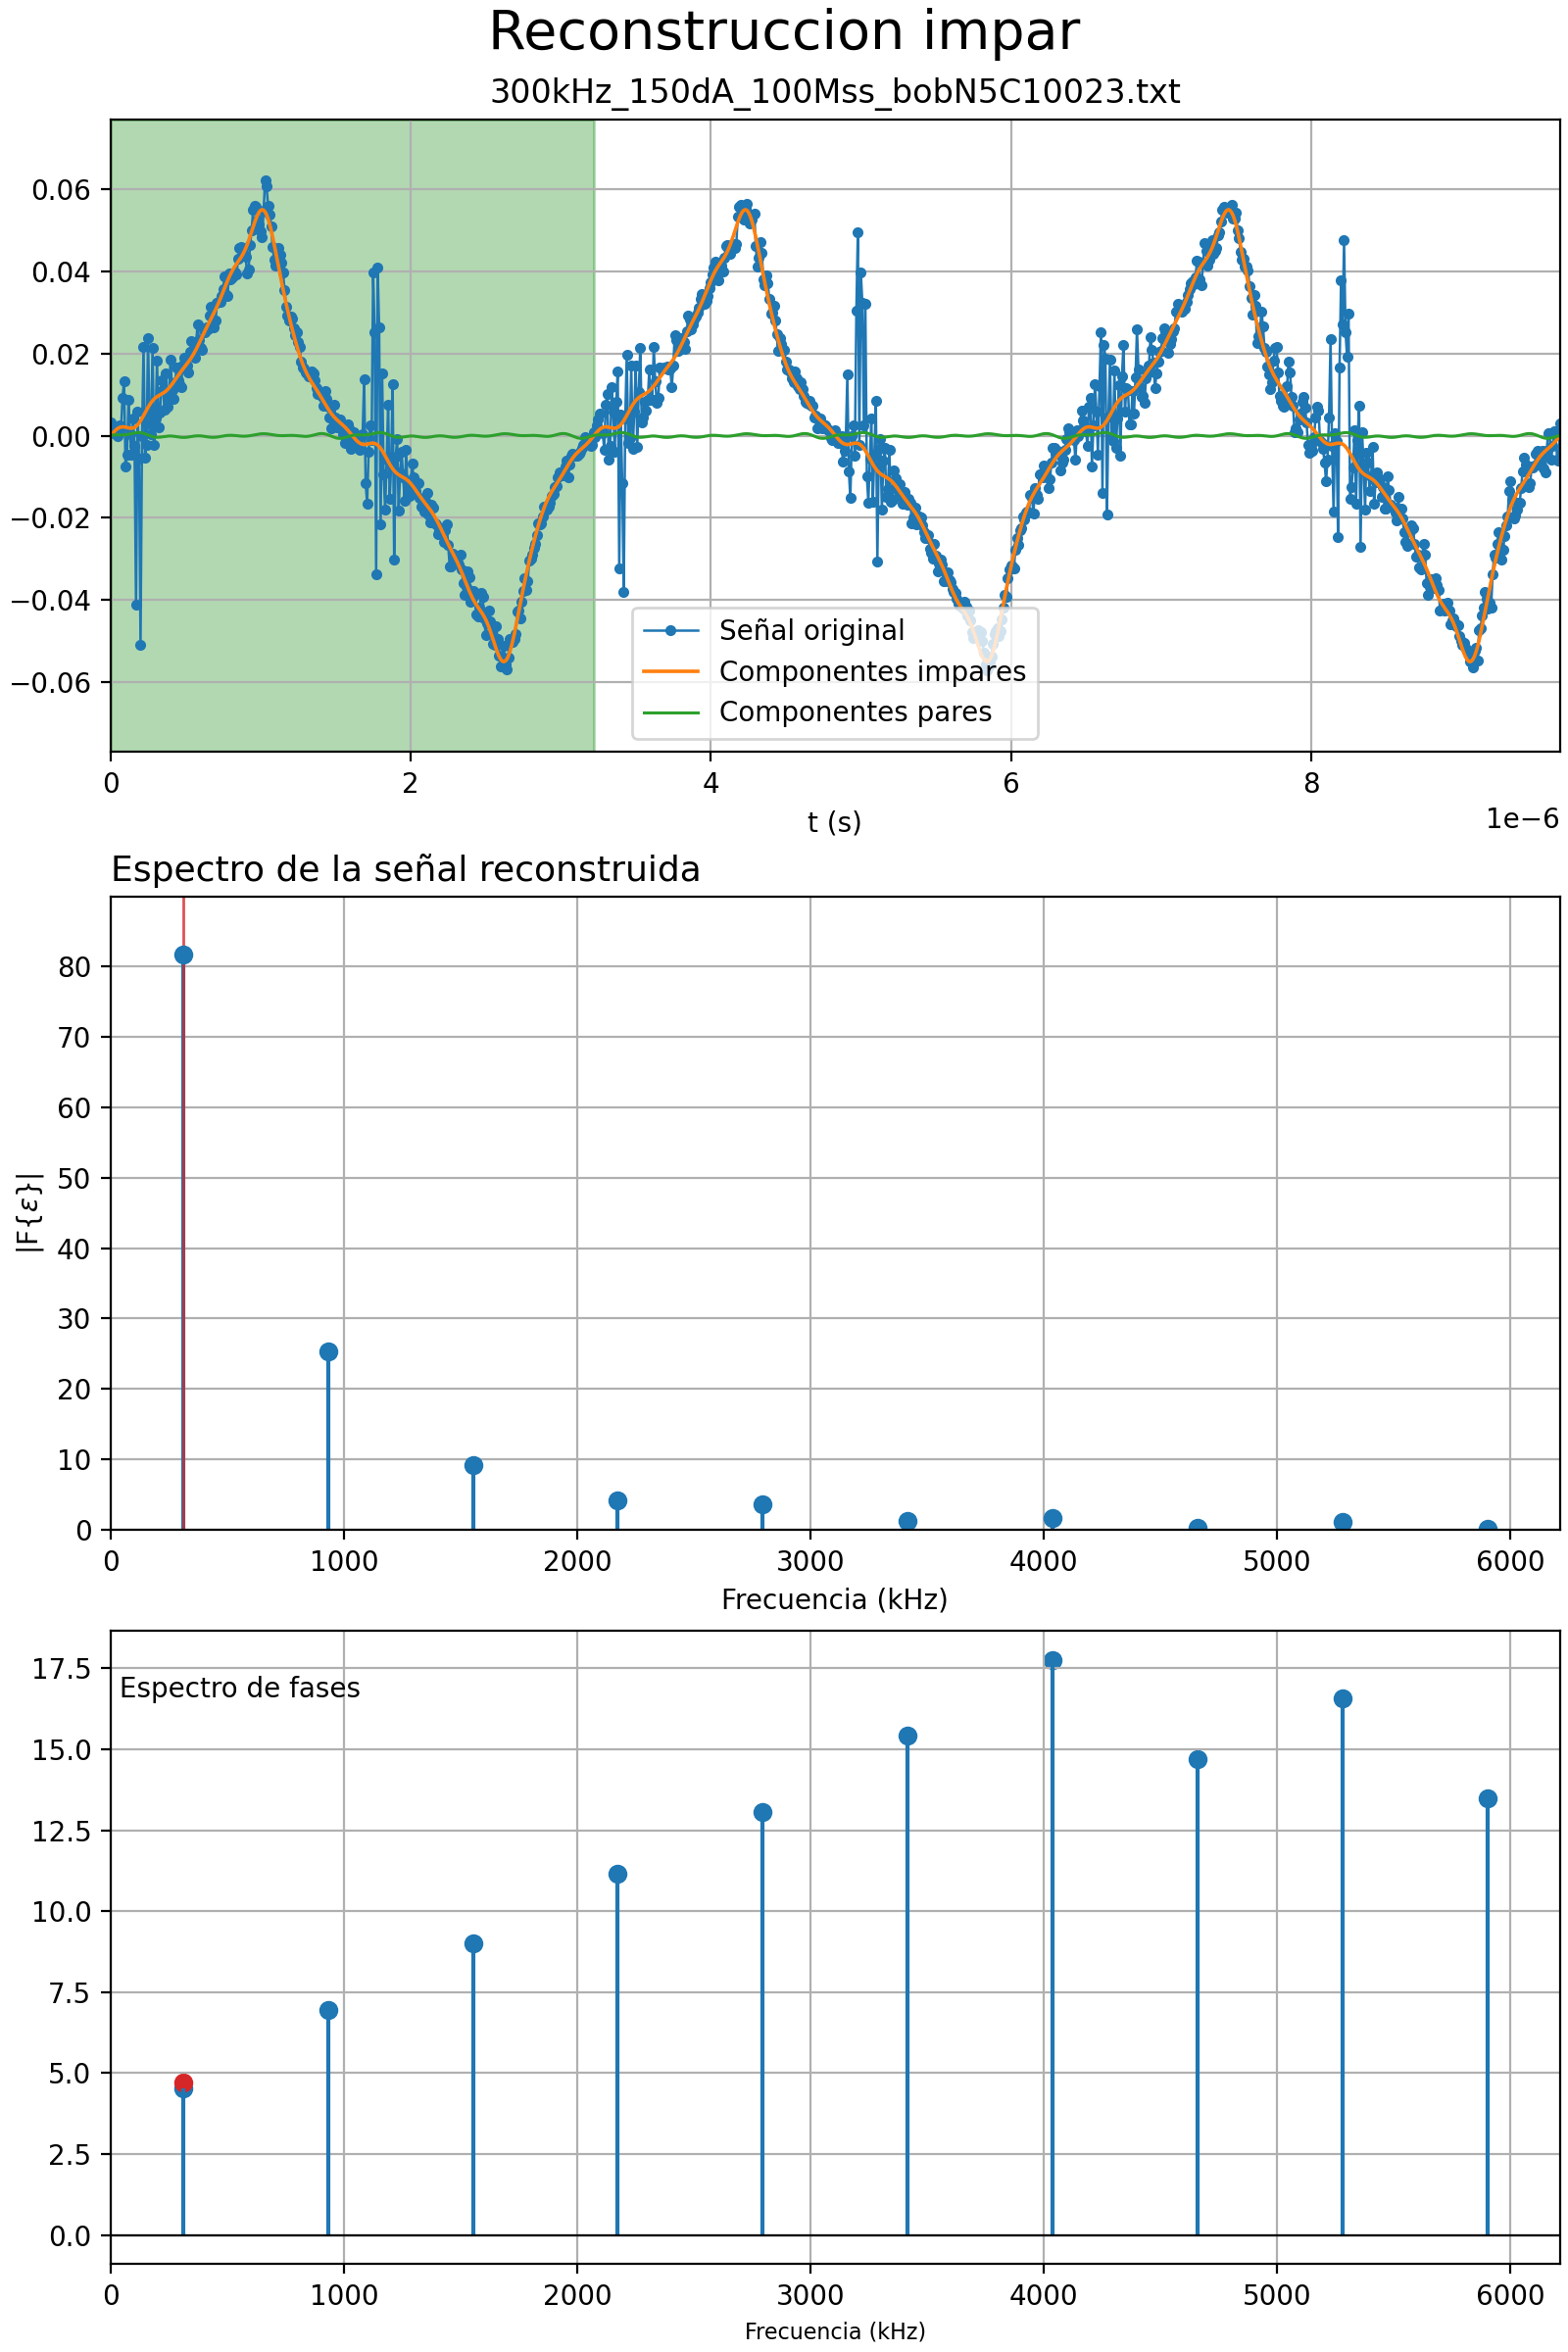 Reconstruccion impar
300kHz_150dA_100Mss_bobN5C10023.txt
0.06
0.04
0.02
0.00
−0.02
−0.04
−0.06
Señal original
Componentes impares
Componentes pares
0 2 4 6 8
t (s)
1e−6
Espectro de la señal reconstruida
80
70
60
50
40
30
20
10
0
|F{ε}|
0 1000 2000 3000 4000 5000 6000
Frecuencia (kHz)
17.5
Espectro de fases
15.0
12.5
10.0
7.5
5.0
2.5
0.0
0 1000 2000 3000 4000 5000 6000
Frecuencia (kHz)